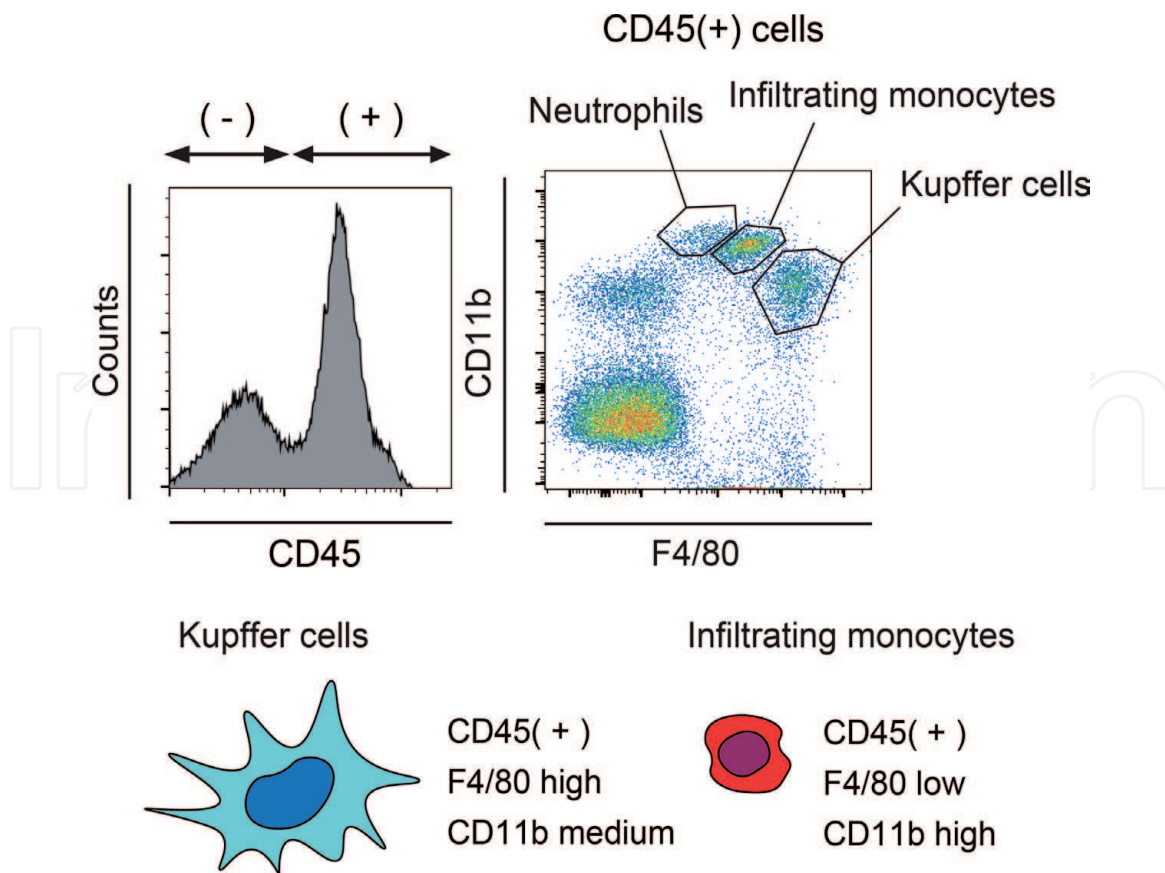 CD45(+) cells
Neutrophils
Infiltrating monocytes
Kupffer cells
( - )
( + )
Counts
CD45
CD11b
F4/80
Kupffer cells
CD45( + )
F4/80 high
CD11b medium
Infiltrating monocytes
CD45( + )
F4/80 low
CD11b high